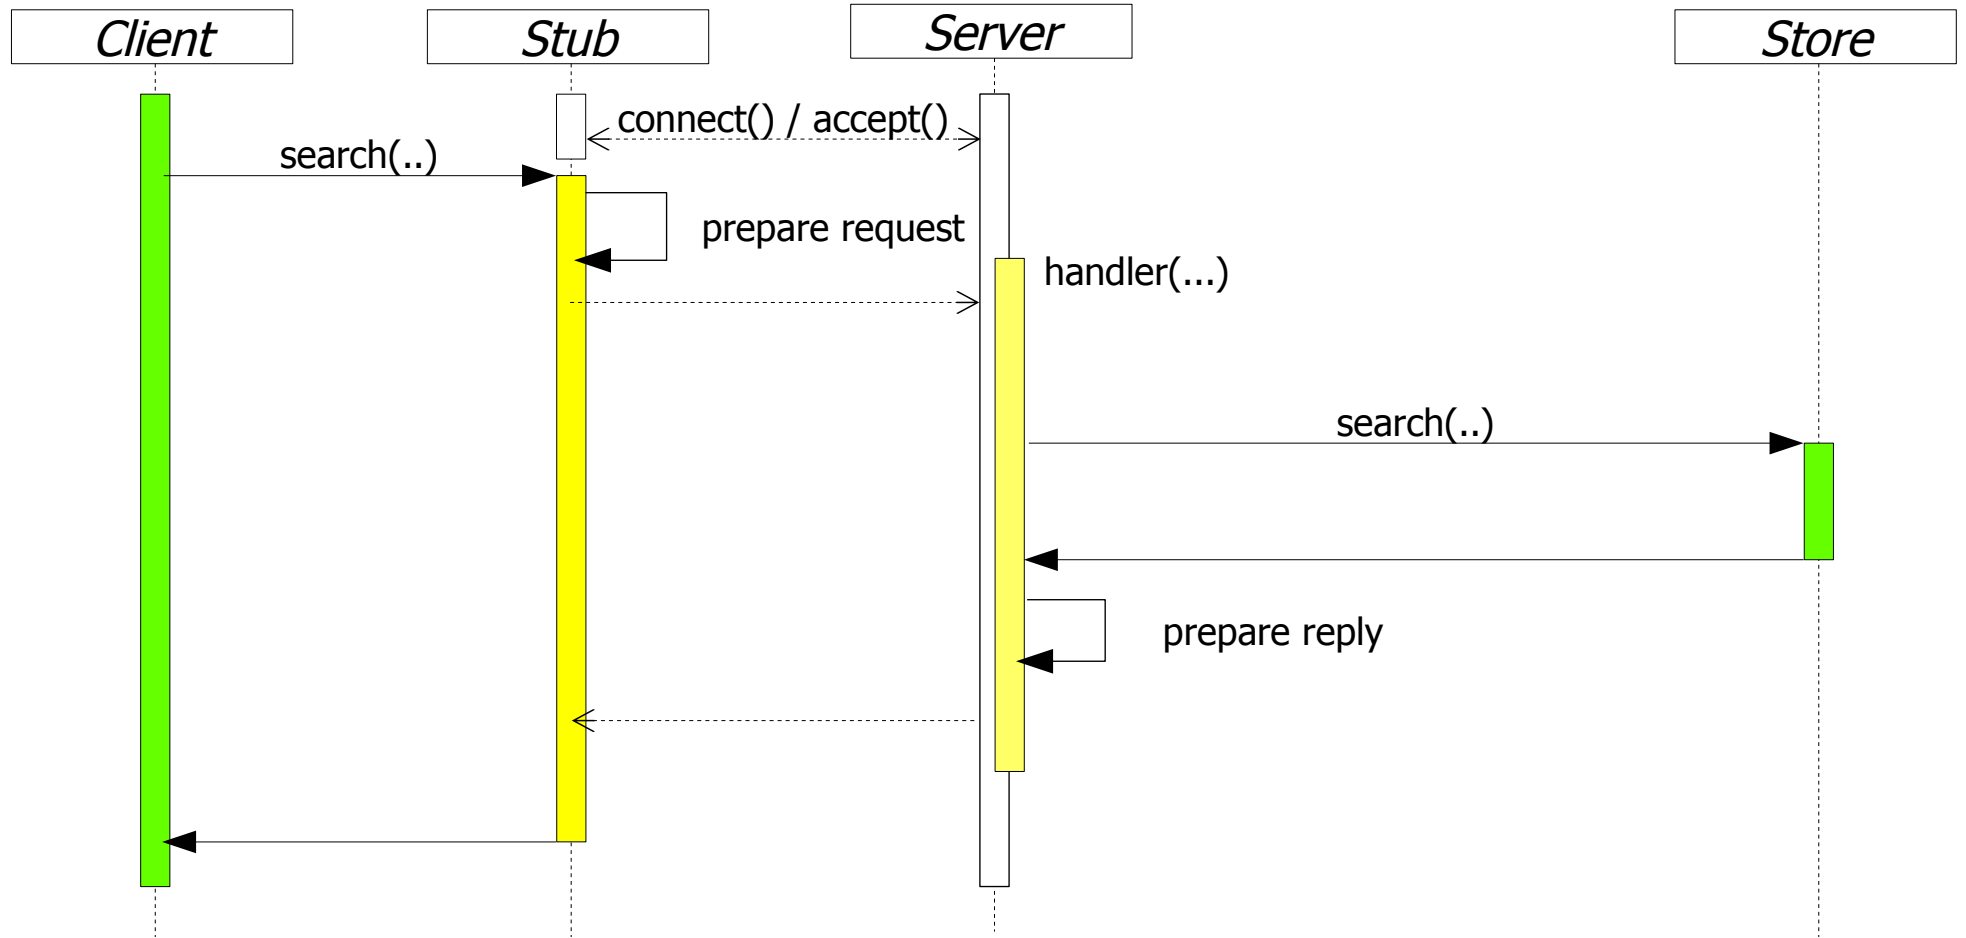 Client
Stub
Server
Store
connect() / accept()
search(..)
prepare request
handler(...)
search(..)
prepare reply